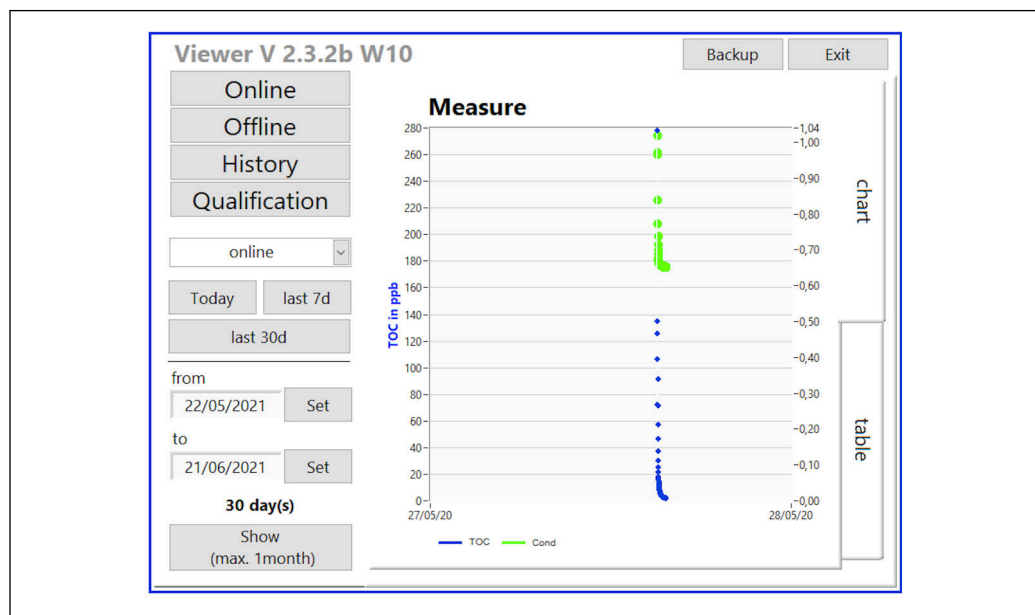 Viewer V 2.3.2b W10
Backup
Exit
Online
Offline
History
Qualification
online
Today
last 7d
last 30d
from
22/05/2021
Set
to
21/06/2021
Set
30 day(s)
Show
(max. 1month)
Measure
TOC in ppb
280
260
240
220
200
180
160
140
120
100
80
60
40
20
0
1,04
1,00
0,90
0,80
0,70
0,60
0,50
0,40
0,30
0,20
0,10
0,00
27/05/20
28/05/20
TOC
Cond
chart
table